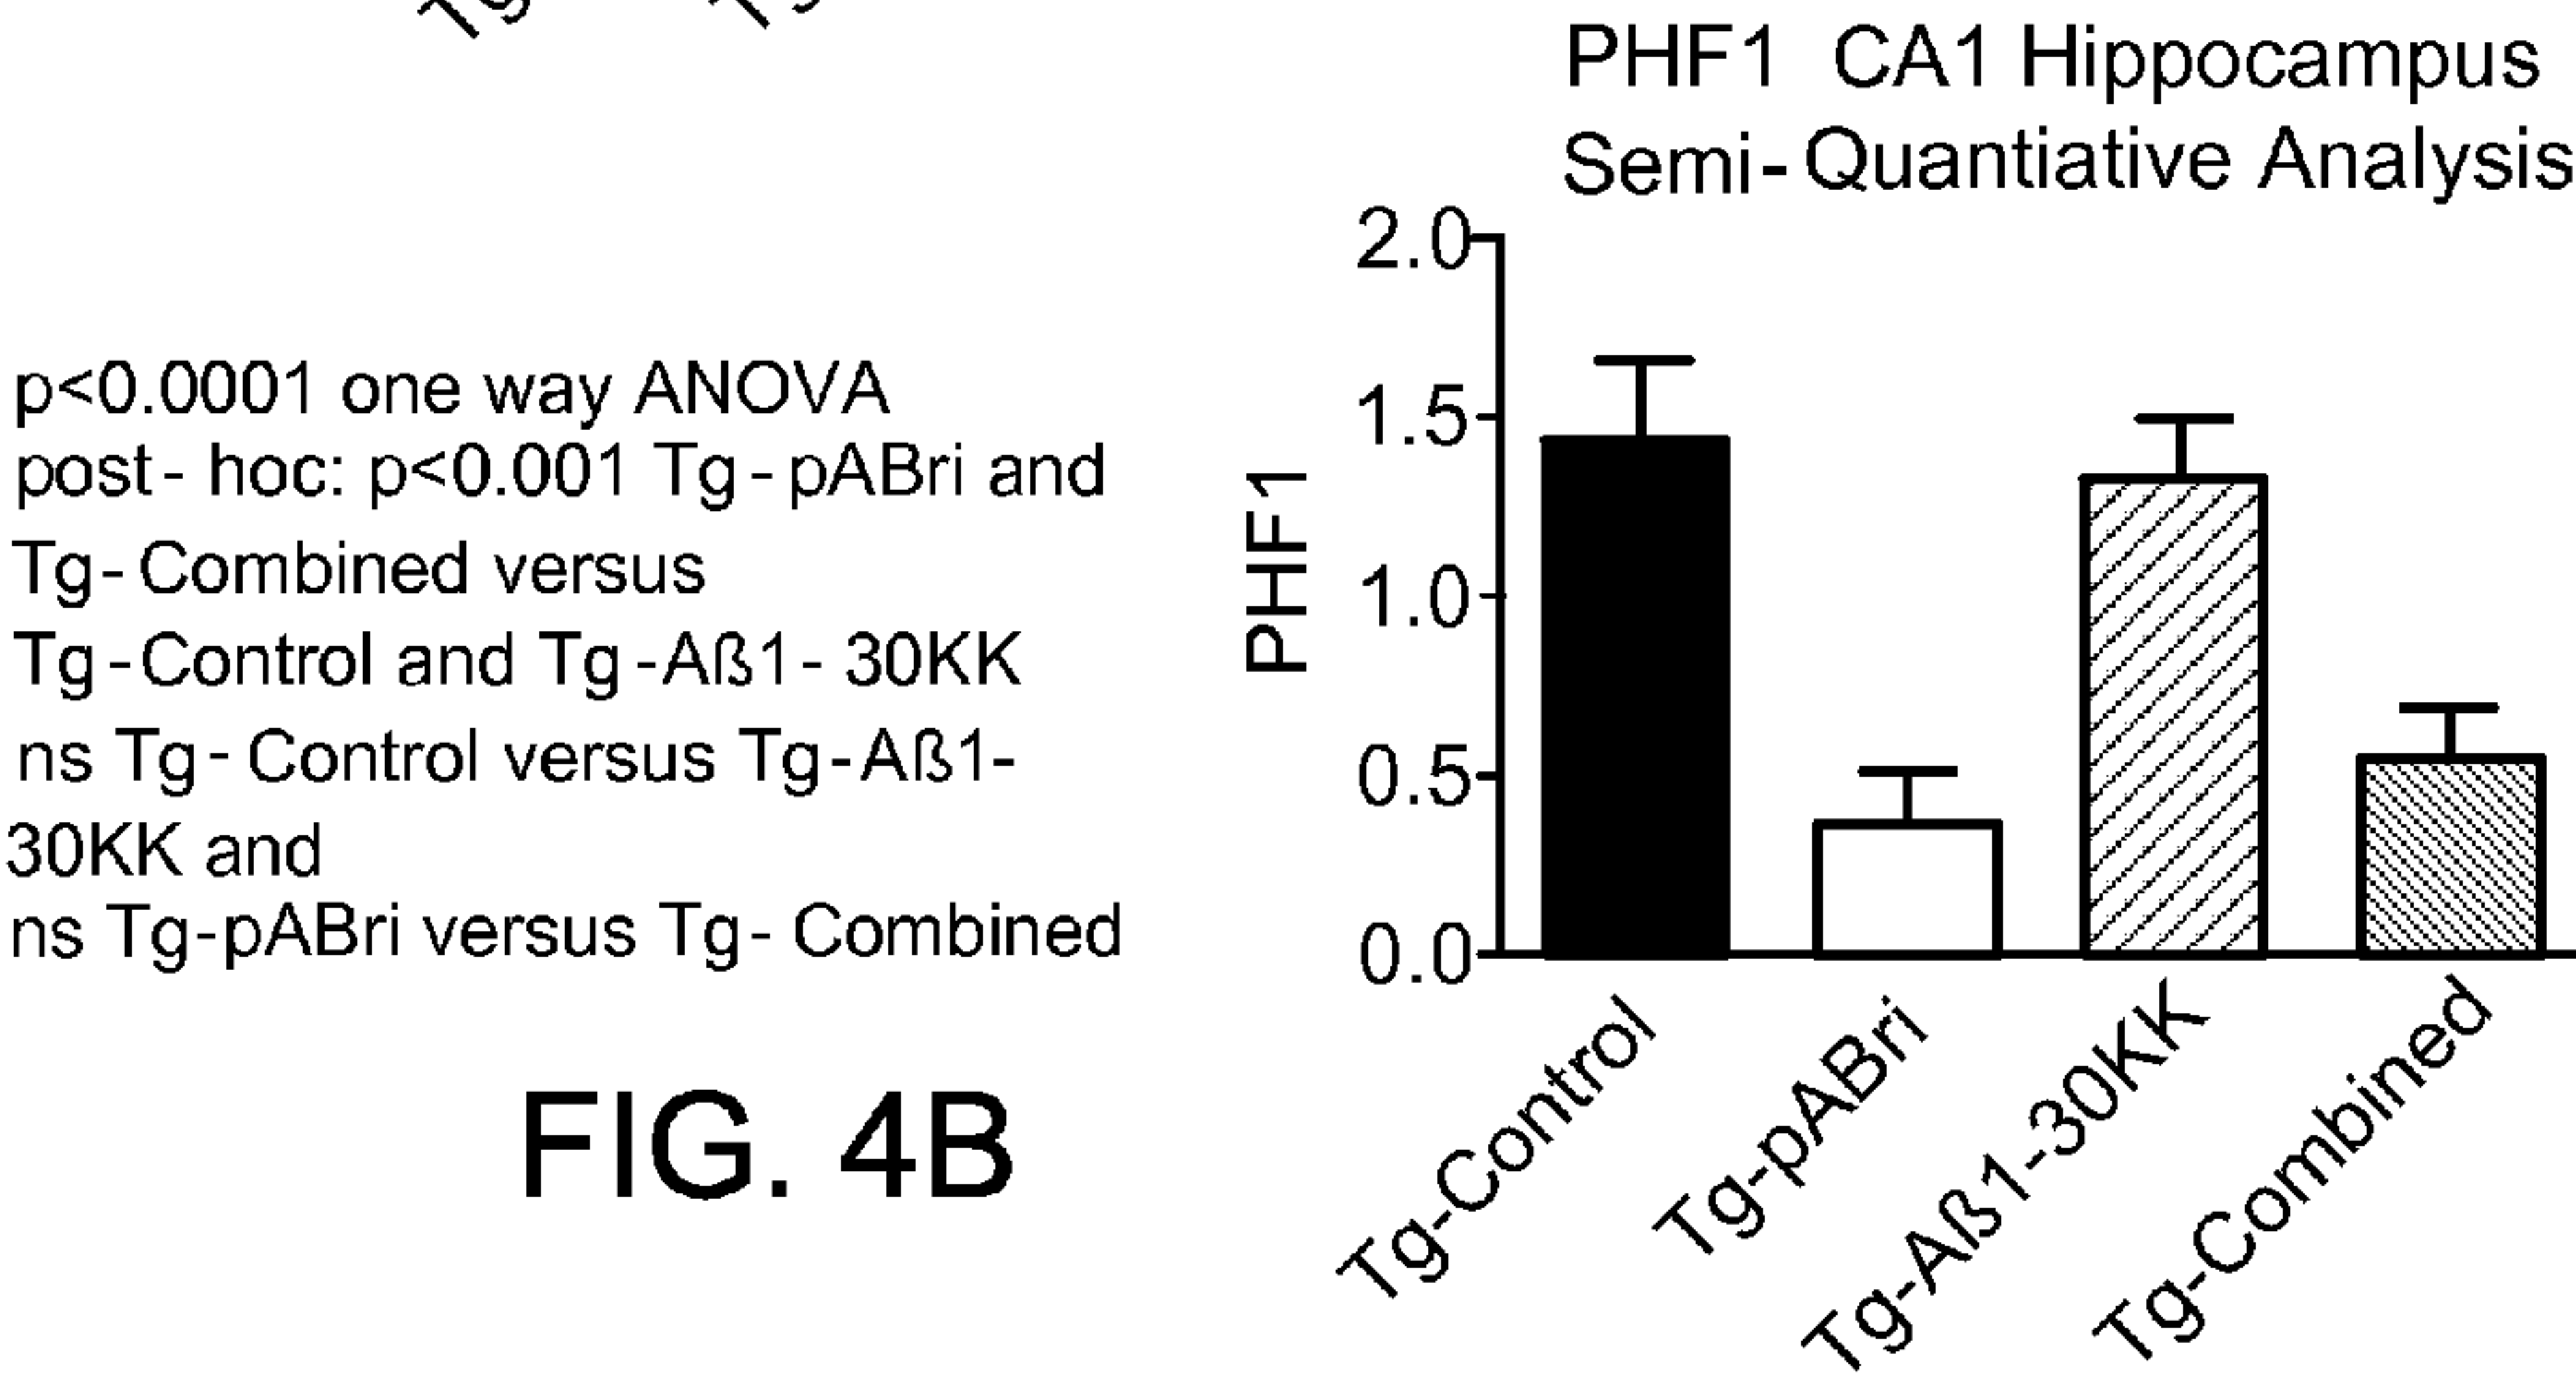 Tg
Tg
PHF1 CA1 Hippocampus
Semi-Quantiative Analysis
p<0.0001 one way ANOVA
post- hoc: p<0.001 Tg-pABri and
Tg-Combined versus
Tg-Control and Tg-Aß1- 30KK
ns Tg-Control versus Tg-Aß1-
30KK and
ns Tg-pABri versus Tg- Combined
FIG. 4B
PHF1
2.0
1.5
1.0
0.5
0.0
Tg-Control
Tg-pABri
Tg-Aß1-30KK
Tg-Combined